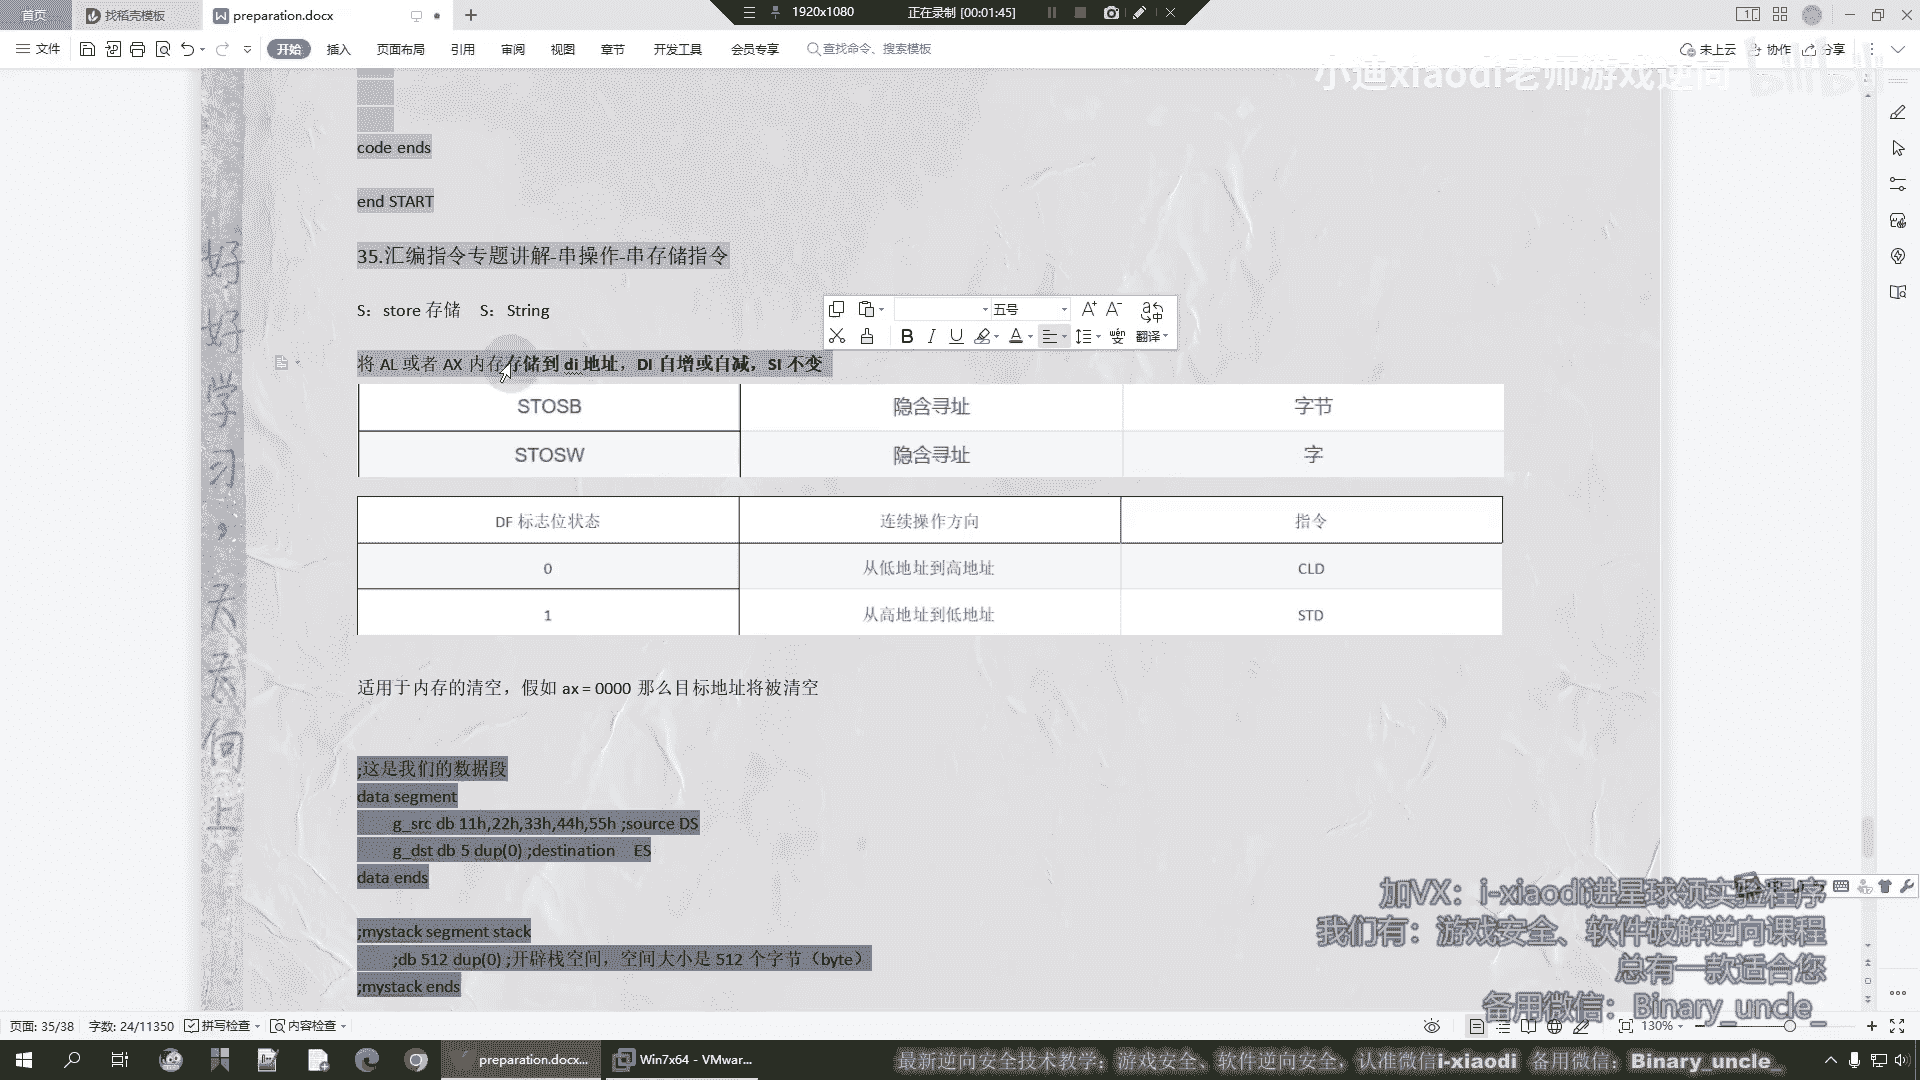 首页
找稻壳模板
preparation.docx
1920x1080
正在录制 [00:01:45]
文件
开始
插入
页面布局
引用
审阅
视图
章节
开发工具
会员专享
查找命令、搜索模板
未上云
协作
分享
小迪xiaodi老师游戏逆向
bilibili
code ends
end START
35.汇编指令专题讲解-串操作-串存储指令
S：store 存储 S：String
五号
B I U
A
翻译
将 AL 或者 AX 内存存储到 di 地址，DI 自增或自减，SI 不变
STOSB 隐含寻址 字节
STOSW 隐含寻址 字
DF 标志位状态 连续操作方向 指令
0 从低地址到高地址 CLD
1 从高地址到低地址 STD
适用于内存的清空，假如 ax = 0000 那么目标地址将被清空
;这是我们的数据段
data segment
g_src db 11h,22h,33h,44h,55h ;source DS
g_dst db 5 dup(0) ;destination ES
data ends
;mystack segment stack
;db 512 dup(0) ;开辟栈空间，空间大小是 512 个字节（byte）
;mystack ends
好好学习，天天向上
加VX：i-xiaodi进星球领实验程序
我们有：游戏安全、软件破解逆向课程
总有一款适合您
备用微信：Binary_uncle_
页面: 35/38
字数: 24/11350
拼写检查
内容检查
130%
preparation.docx...
Win7x64 - VMwar...
最新逆向安全技术教学：游戏安全、软件逆向安全，认准微信i-xiaodi 备用微信：Binary_uncle_